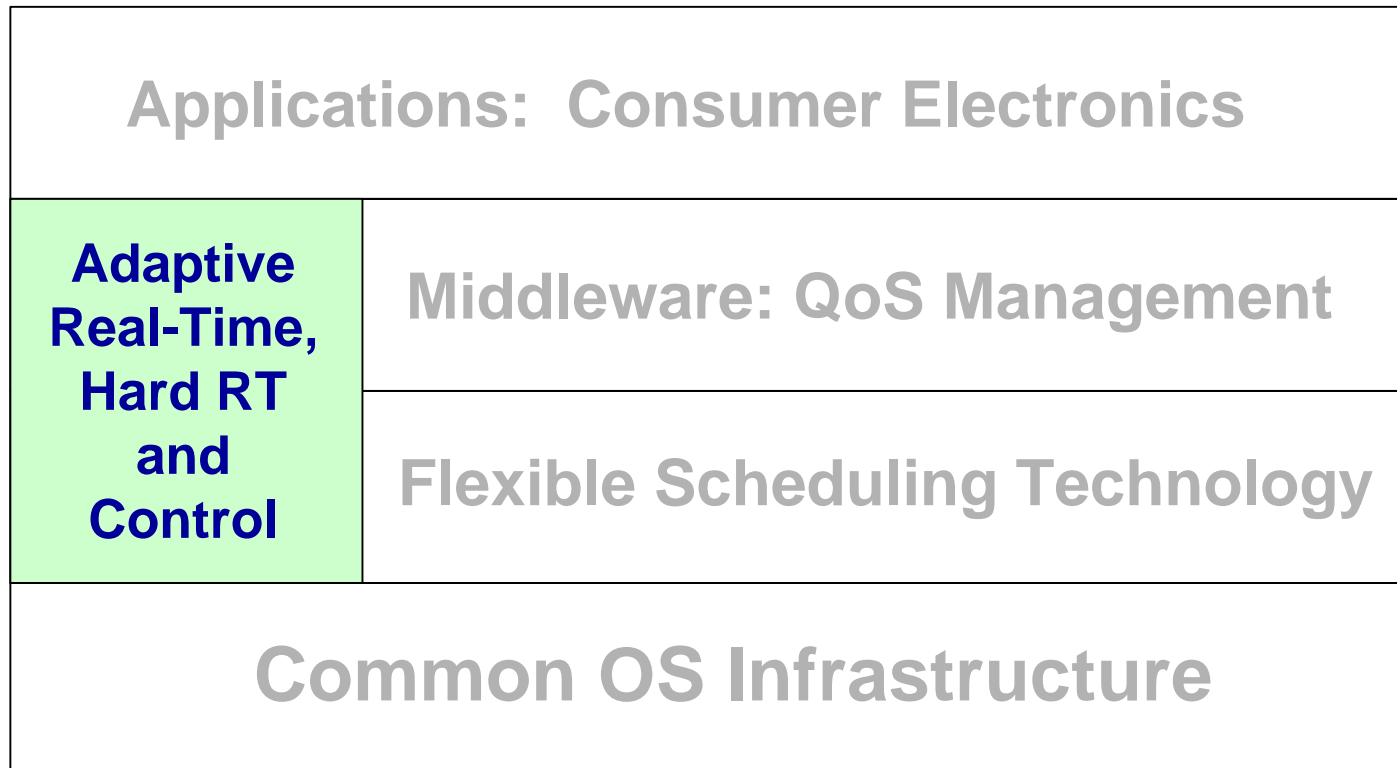 Applications: Consumer Electronics
Adaptive
Real-Time,
Hard RT
and
Control
Middleware: QoS Management
Flexible Scheduling Technology
Common OS Infrastructure